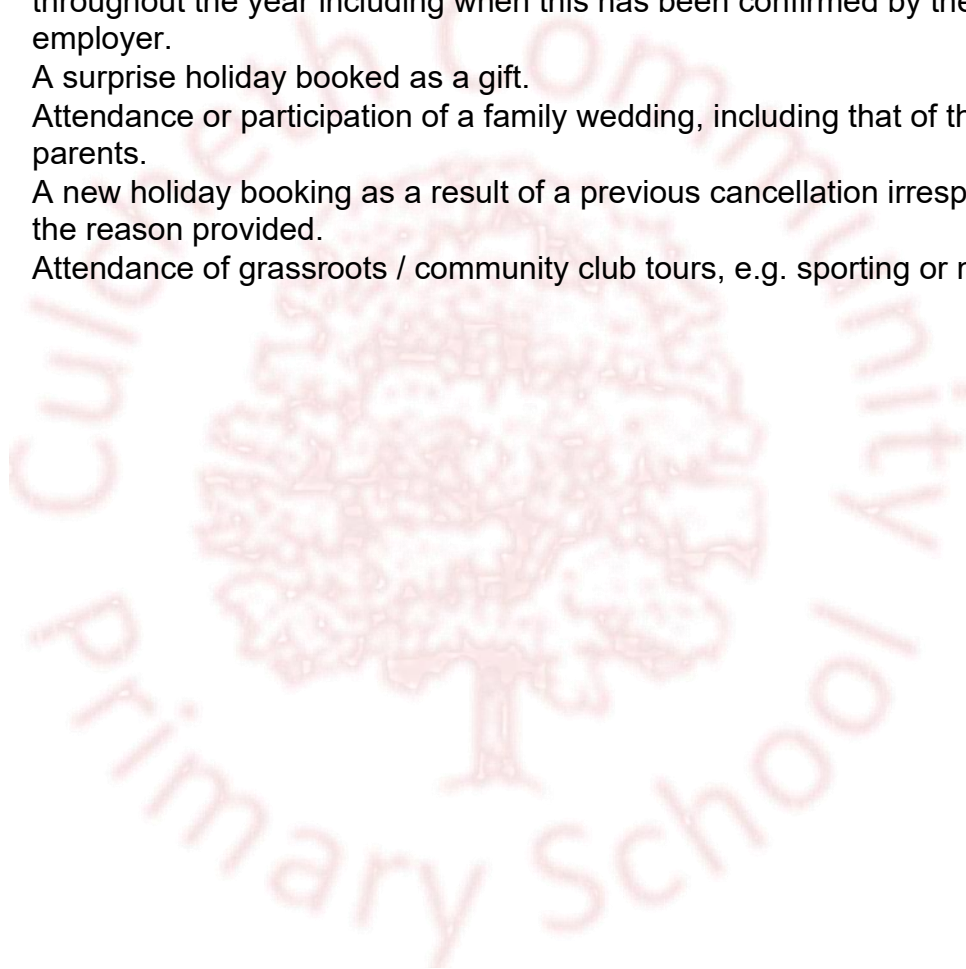 throughout the year including when this has been confirmed by the
employer.
A surprise holiday booked as a gift.
Attendance or participation of a family wedding, including that of
parents.
A new holiday booking as a result of a previous cancellation
the reason provided.
Attendance of grassroots / community club tours, e.g. sporting or
Culcheth Community
Primary School